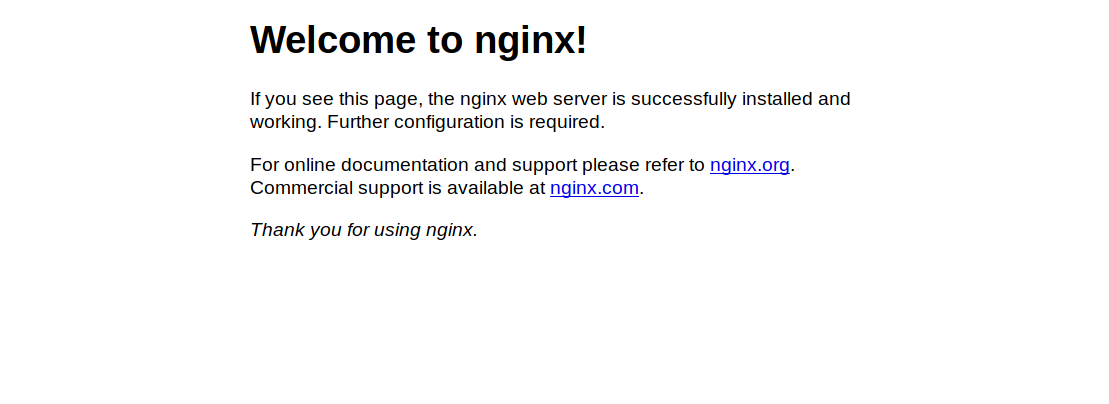 Welcome to nginx!
If you see this page, the nginx web server is successfully installed and
working. Further configuration is required.
For online documentation and support please refer to nginx.org.
Commercial support is available at nginx.com.
Thank you for using nginx.